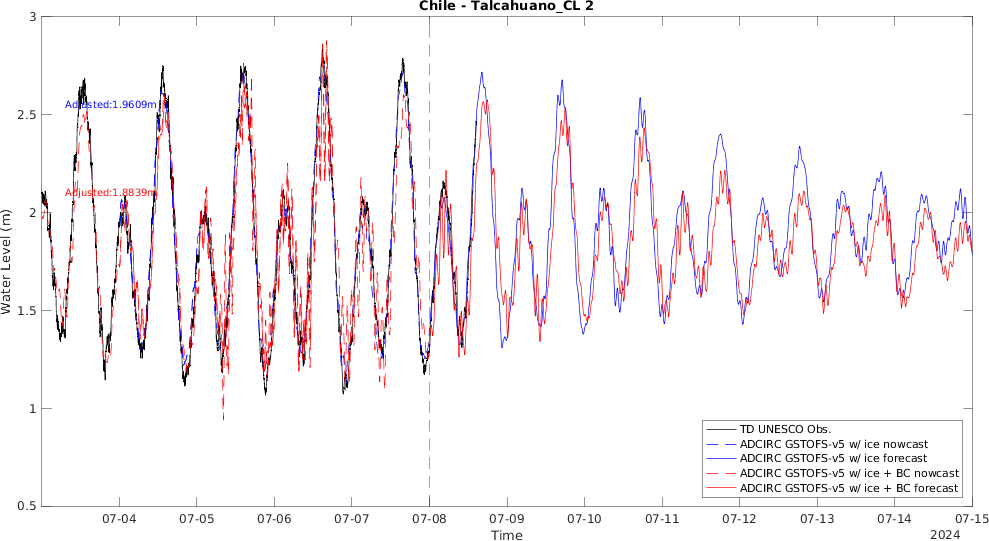 Chile - Talcahuano_CL 2
3
2.5
2
1.5
1
0.5
Water Level (m)
Adjusted:1.9609m
Adjusted:1.8839m
TD UNESCO Obs.
ADCIRC GSTOFS-v5 w/ ice nowcast
ADCIRC GSTOFS-v5 w/ ice forecast
ADCIRC GSTOFS-v5 w/ ice + BC nowcast
ADCIRC GSTOFS-v5 w/ ice + BC forecast
07-04 07-05 07-06 07-07 07-08 07-09 07-10 07-11 07-12 07-13 07-14 07-15
Time
2024